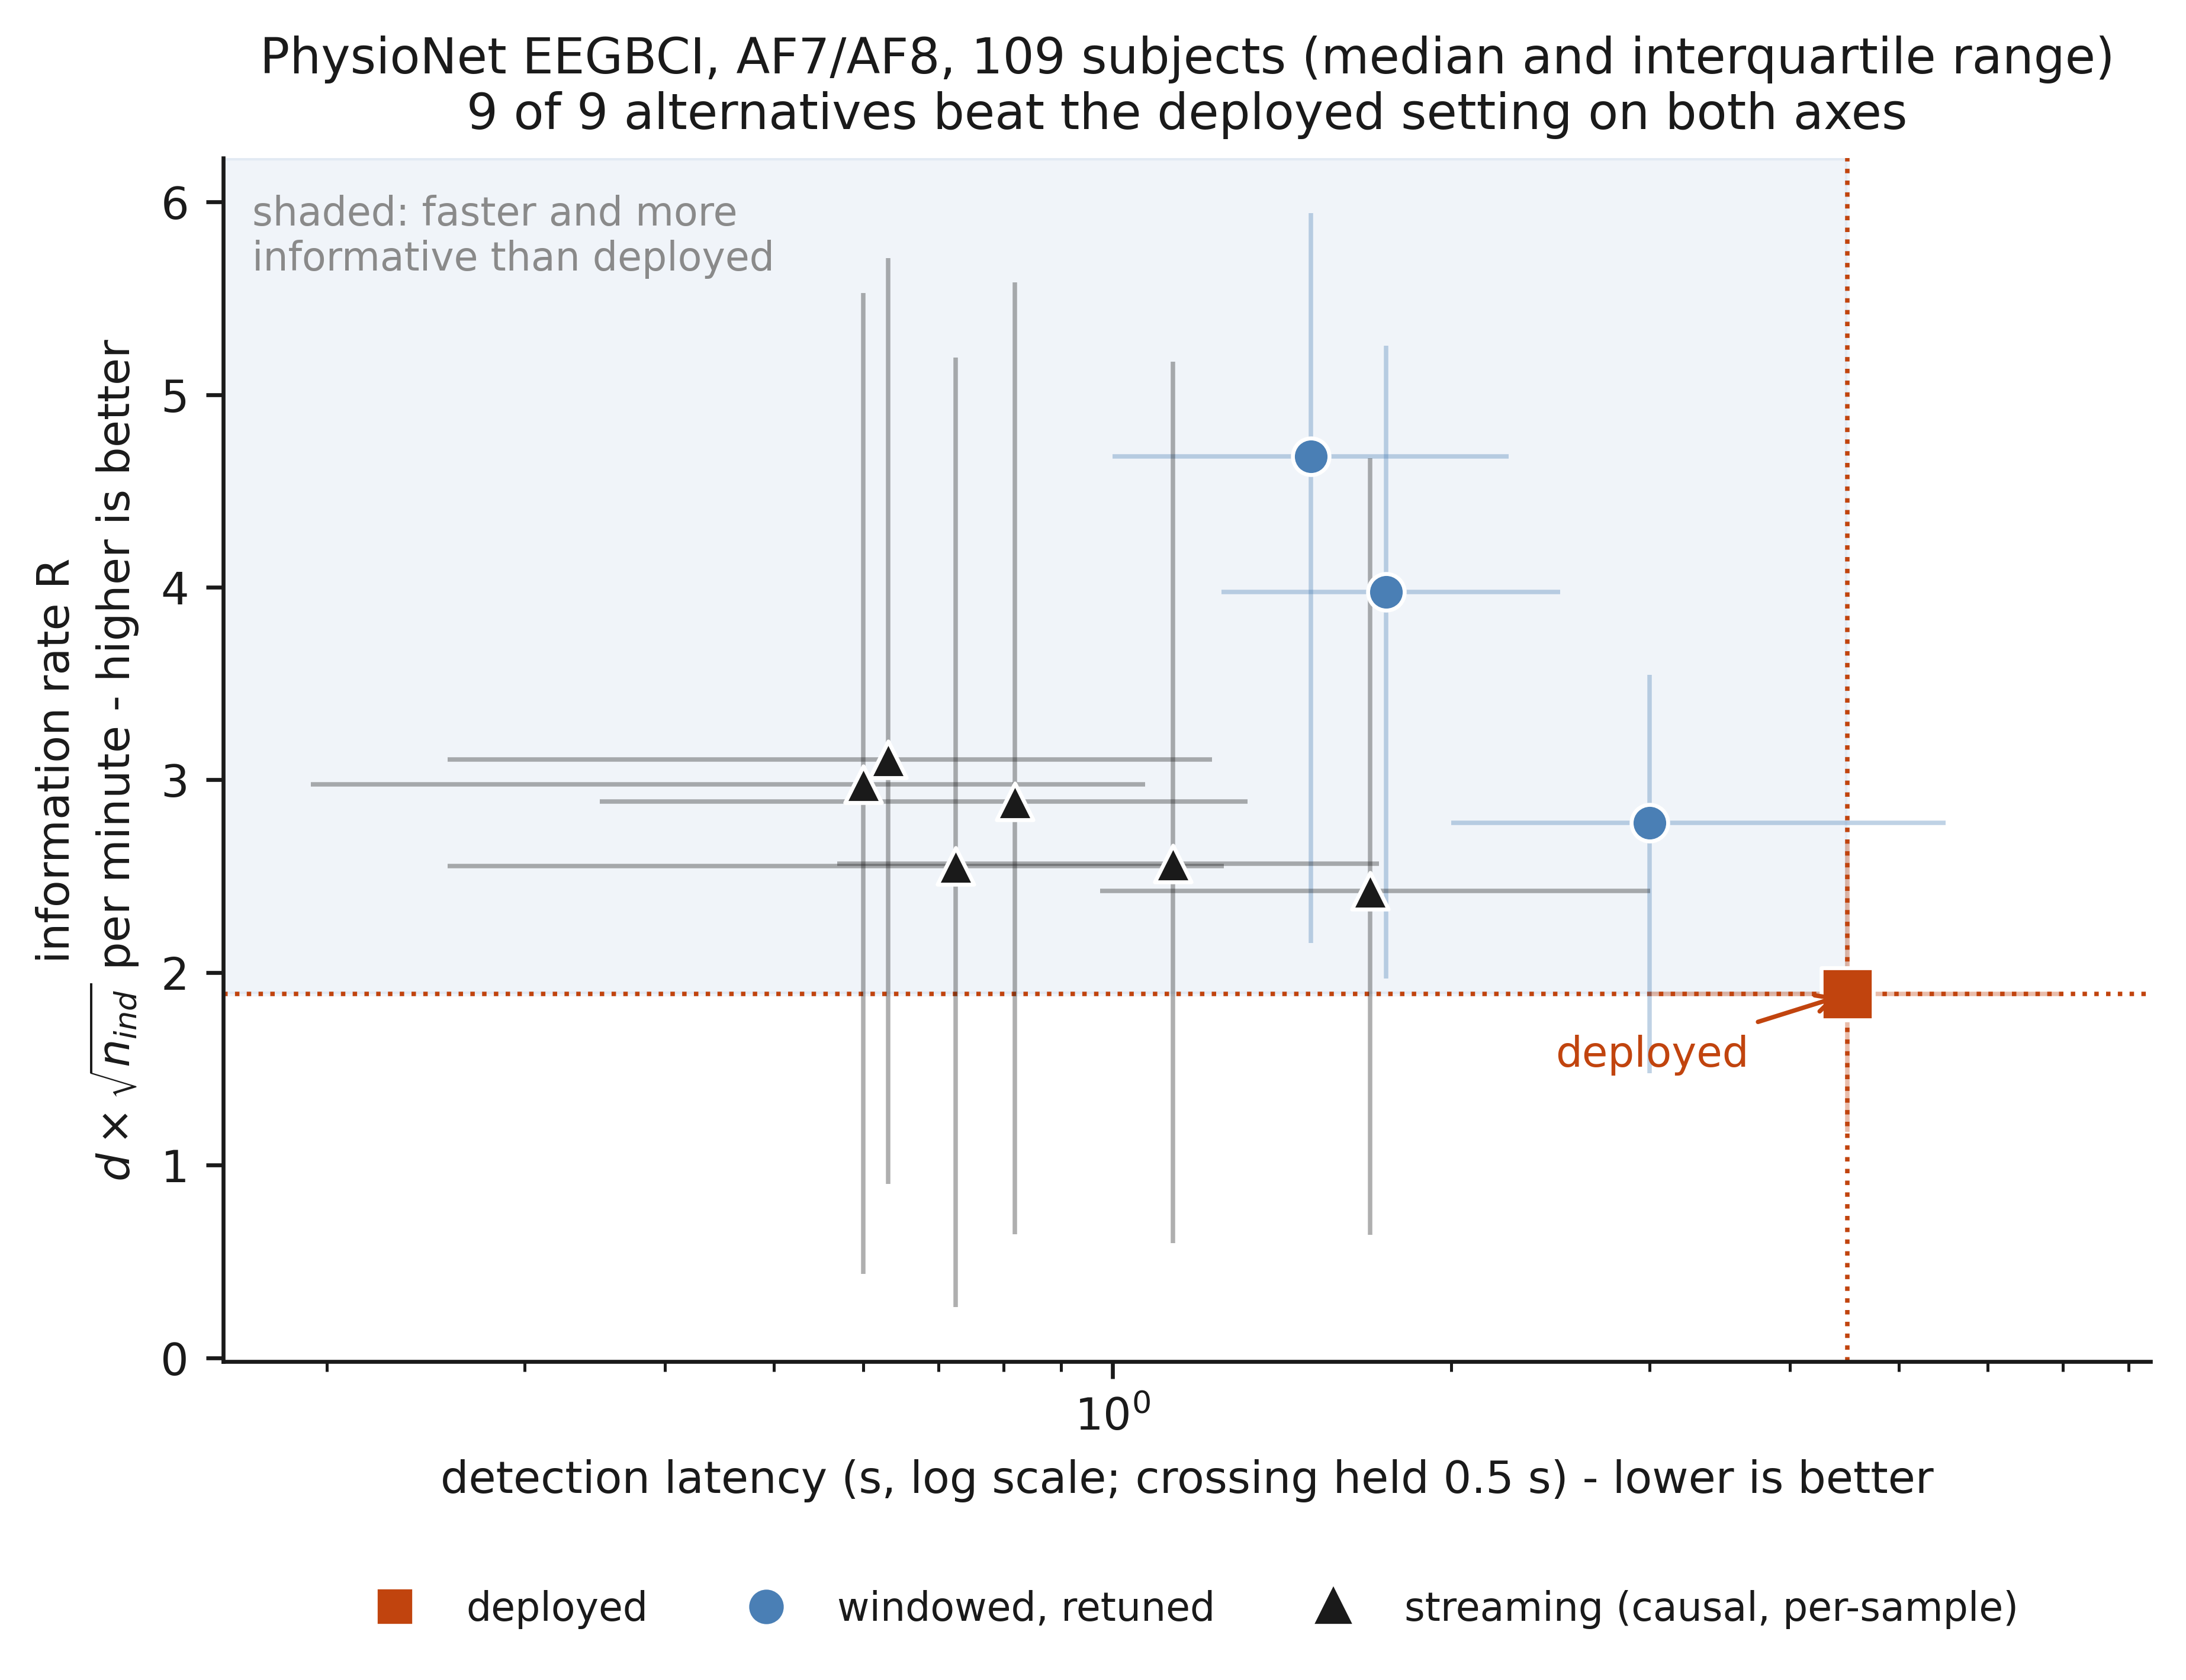 PhysioNet EEGBCI, AF7/AF8, 109 subjects (median and interquartile range)
9 of 9 alternatives beat the deployed setting on both axes
shaded: faster and more
informative than deployed
information rate R
d × √n_ind per minute - higher is better
6
5
4
3
2
1
0
deployed
10⁰
detection latency (s, log scale; crossing held 0.5 s) - lower is better
deployed
windowed, retuned
streaming (causal, per-sample)